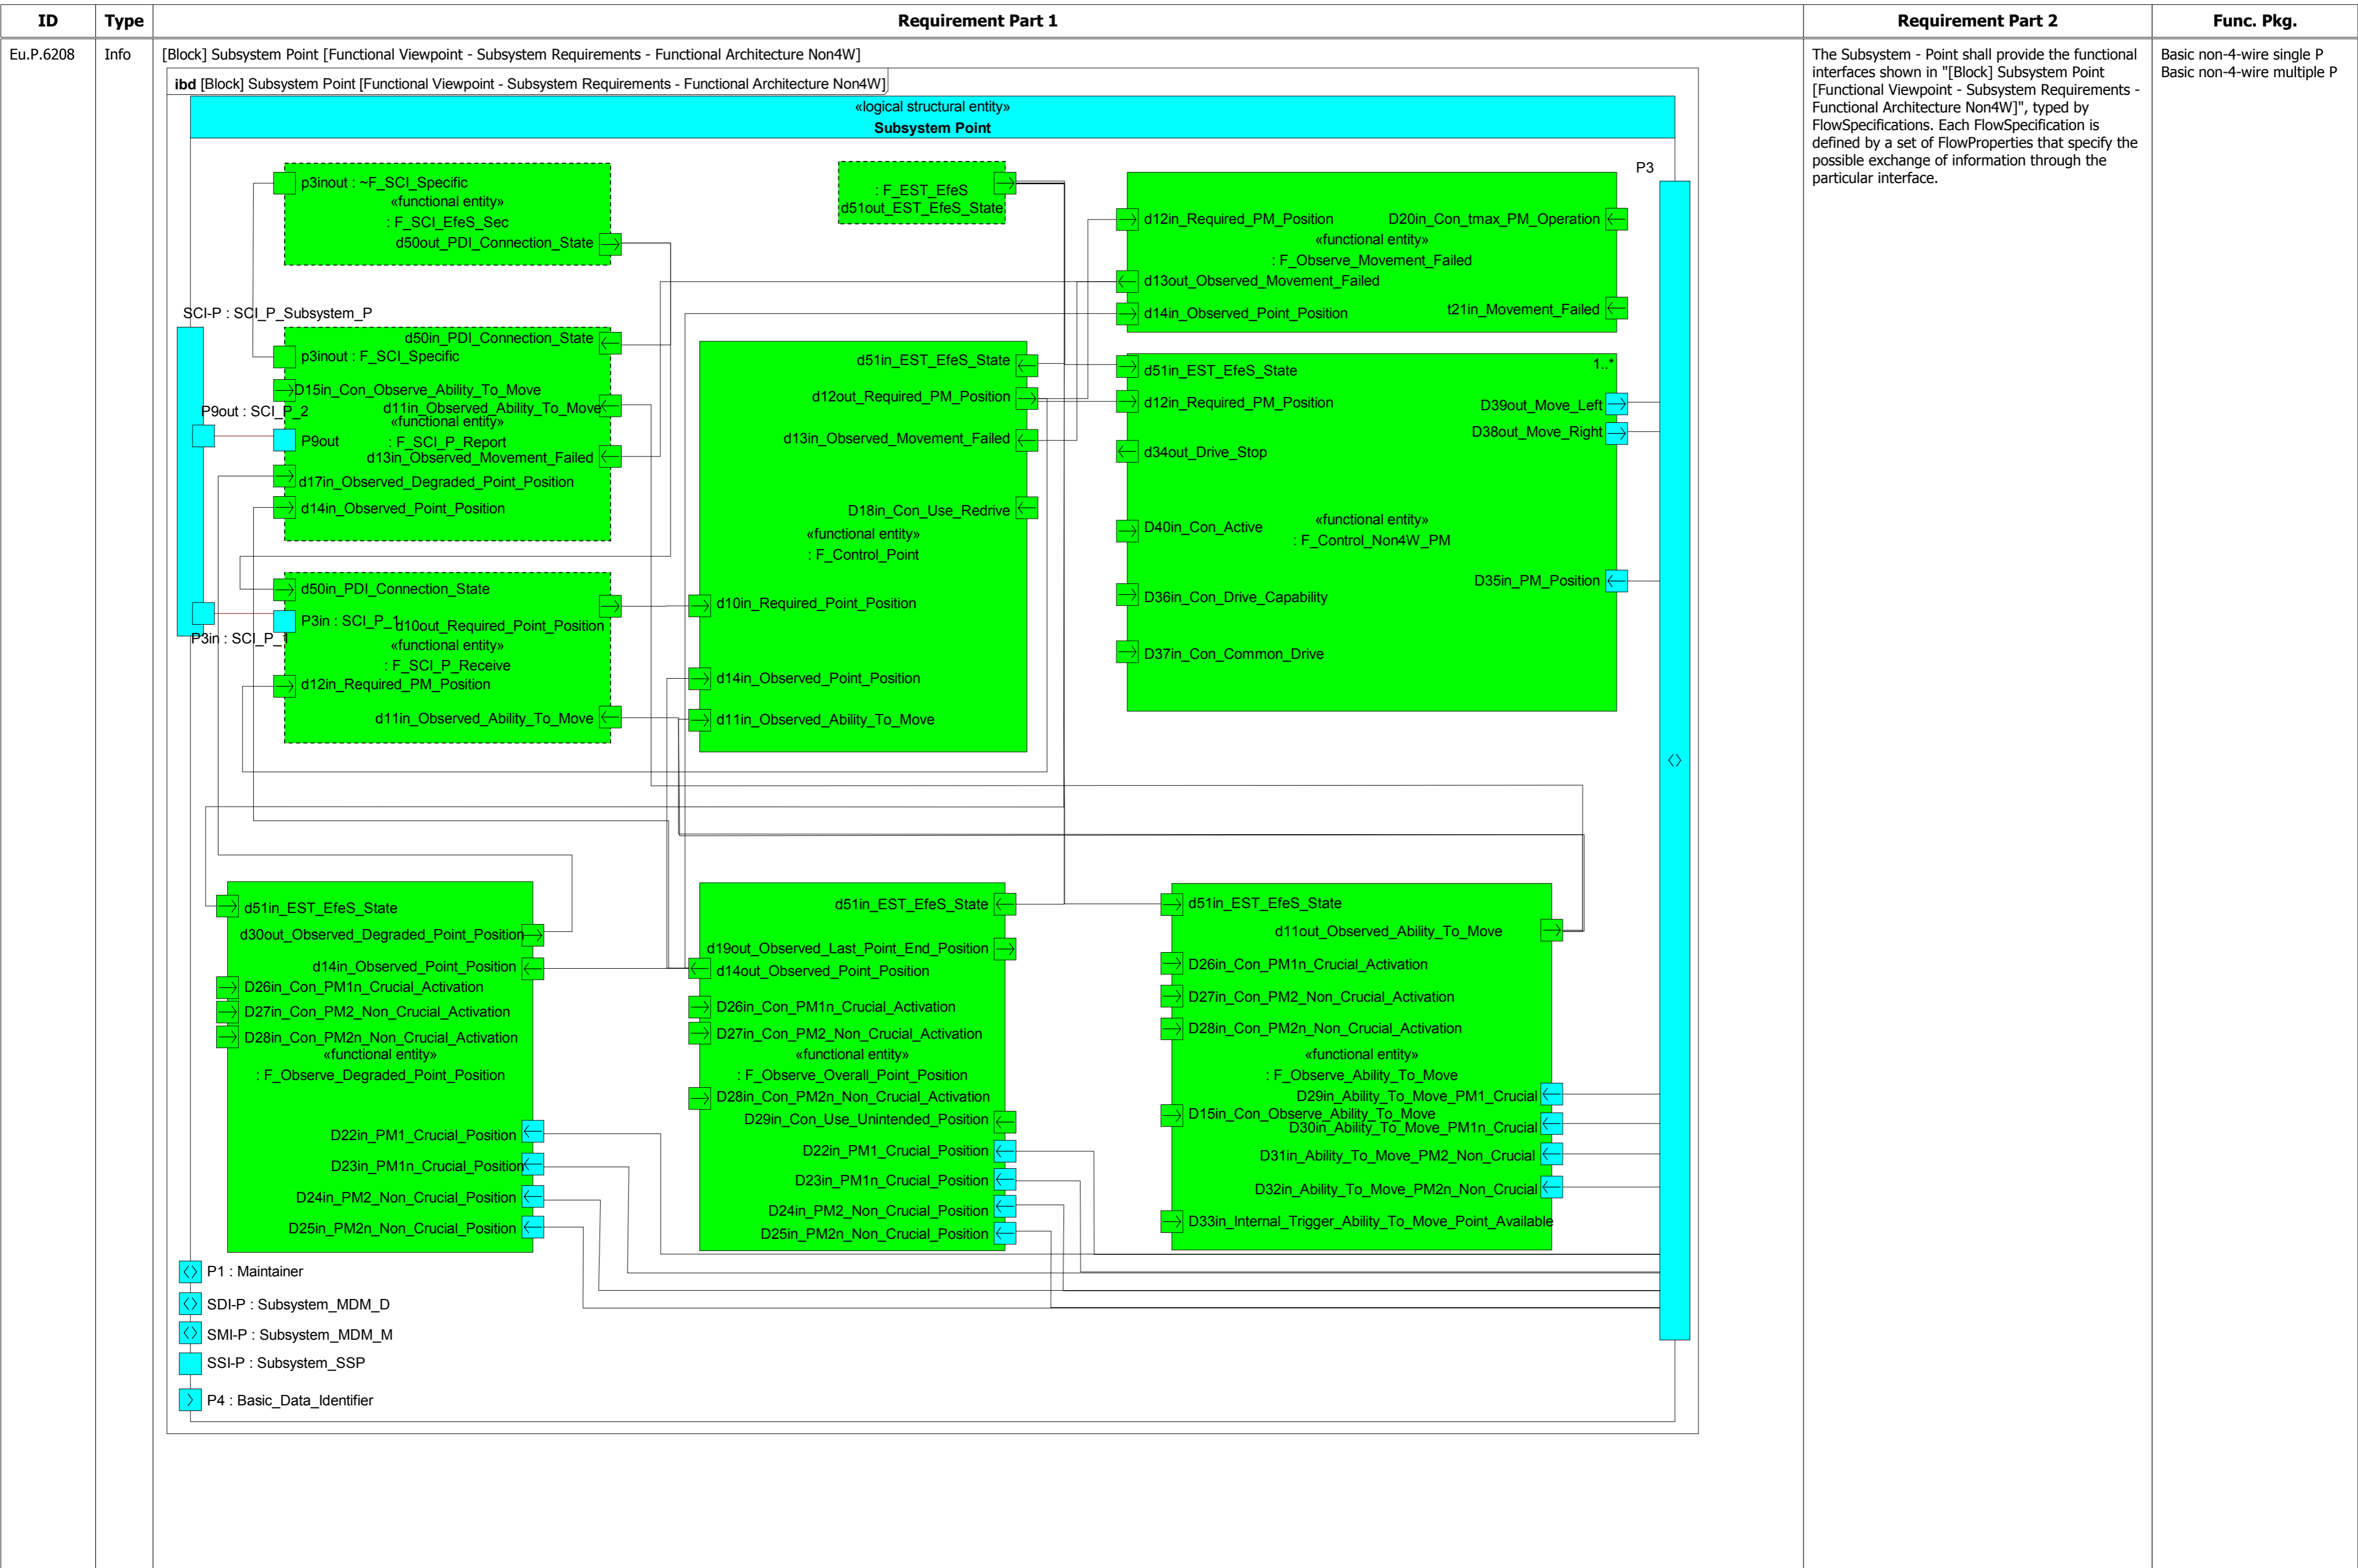 ID
Type
Requirement Part 1
Requirement Part 2
Func. Pkg.
Eu.P.6208
Info
[Block] Subsystem Point [Functional Viewpoint - Subsystem Requirements - Functional Architecture Non4W]
ibd [Block] Subsystem Point [Functional Viewpoint - Subsystem Requirements - Functional Architecture Non4W]
«logical structural entity»
Subsystem Point
p3inout : ~F_SCI_Specific
«functional entity»
: F_SCI_EfeS_Sec
d50out_PDI_Connection_State
: F_EST_EfeS
d51out_EST_EfeS_State
P3
d12in_Required_PM_Position
D20in_Con_tmax_PM_Operation
«functional entity»
: F_Observe_Movement_Failed
d13out_Observed_Movement_Failed
t21in_Movement_Failed
d14in_Observed_Point_Position
SCI-P : SCI_P_Subsystem_P
d50in_PDI_Connection_State
p3inout : F_SCI_Specific
D15in_Con_Observe_Ability_To_Move
P9out : SCI_P_2
d11in_Observed_Ability_To_Move
«functional entity»
P9out
: F_SCI_P_Report
d13in_Observed_Movement_Failed
d17in_Observed_Degraded_Point_Position
d14in_Observed_Point_Position
d51in_EST_EfeS_State
d12out_Required_PM_Position
d13in_Observed_Movement_Failed
D18in_Con_Use_Redrive
«functional entity»
: F_Control_Point
d10in_Required_Point_Position
d14in_Observed_Point_Position
d11in_Observed_Ability_To_Move
1..*
d51in_EST_EfeS_State
d12in_Required_PM_Position
D39out_Move_Left
D38out_Move_Right
d34out_Drive_Stop
«functional entity»
D40in_Con_Active
: F_Control_Non4W_PM
D35in_PM_Position
D36in_Con_Drive_Capability
D37in_Con_Common_Drive
d50in_PDI_Connection_State
P3in : SCI_P_1
d10out_Required_Point_Position
P3in : SCI_P_1
«functional entity»
: F_SCI_P_Receive
d12in_Required_PM_Position
d11in_Observed_Ability_To_Move
d51in_EST_EfeS_State
d30out_Observed_Degraded_Point_Position
d14in_Observed_Point_Position
D26in_Con_PM1n_Crucial_Activation
D27in_Con_PM2_Non_Crucial_Activation
D28in_Con_PM2n_Non_Crucial_Activation
«functional entity»
: F_Observe_Degraded_Point_Position
D22in_PM1_Crucial_Position
D23in_PM1n_Crucial_Position
D24in_PM2_Non_Crucial_Position
D25in_PM2n_Non_Crucial_Position
d51in_EST_EfeS_State
d19out_Observed_Last_Point_End_Position
d14out_Observed_Point_Position
D26in_Con_PM1n_Crucial_Activation
D27in_Con_PM2_Non_Crucial_Activation
«functional entity»
: F_Observe_Overall_Point_Position
D28in_Con_PM2n_Non_Crucial_Activation
D29in_Con_Use_Unintended_Position
D22in_PM1_Crucial_Position
D23in_PM1n_Crucial_Position
D24in_PM2_Non_Crucial_Position
D25in_PM2n_Non_Crucial_Position
d51in_EST_EfeS_State
d11out_Observed_Ability_To_Move
D26in_Con_PM1n_Crucial_Activation
D27in_Con_PM2_Non_Crucial_Activation
D28in_Con_PM2n_Non_Crucial_Activation
«functional entity»
: F_Observe_Ability_To_Move
D29in_Ability_To_Move_PM1_Crucial
D15in_Con_Observe_Ability_To_Move
D30in_Ability_To_Move_PM1n_Crucial
D31in_Ability_To_Move_PM2_Non_Crucial
D32in_Ability_To_Move_PM2n_Non_Crucial
D33in_Internal_Trigger_Ability_To_Move_Point_Available
P1 : Maintainer
SDI-P : Subsystem_MDM_D
SMI-P : Subsystem_MDM_M
SSI-P : Subsystem_SSP
P4 : Basic_Data_Identifier
The Subsystem - Point shall provide the functional
interfaces shown in "[Block] Subsystem Point
[Functional Viewpoint - Subsystem Requirements -
Functional Architecture Non4W]", typed by
FlowSpecifications. Each FlowSpecification is
defined by a set of FlowProperties that specify the
possible exchange of information through the
particular interface.
Basic non-4-wire single P
Basic non-4-wire multiple P